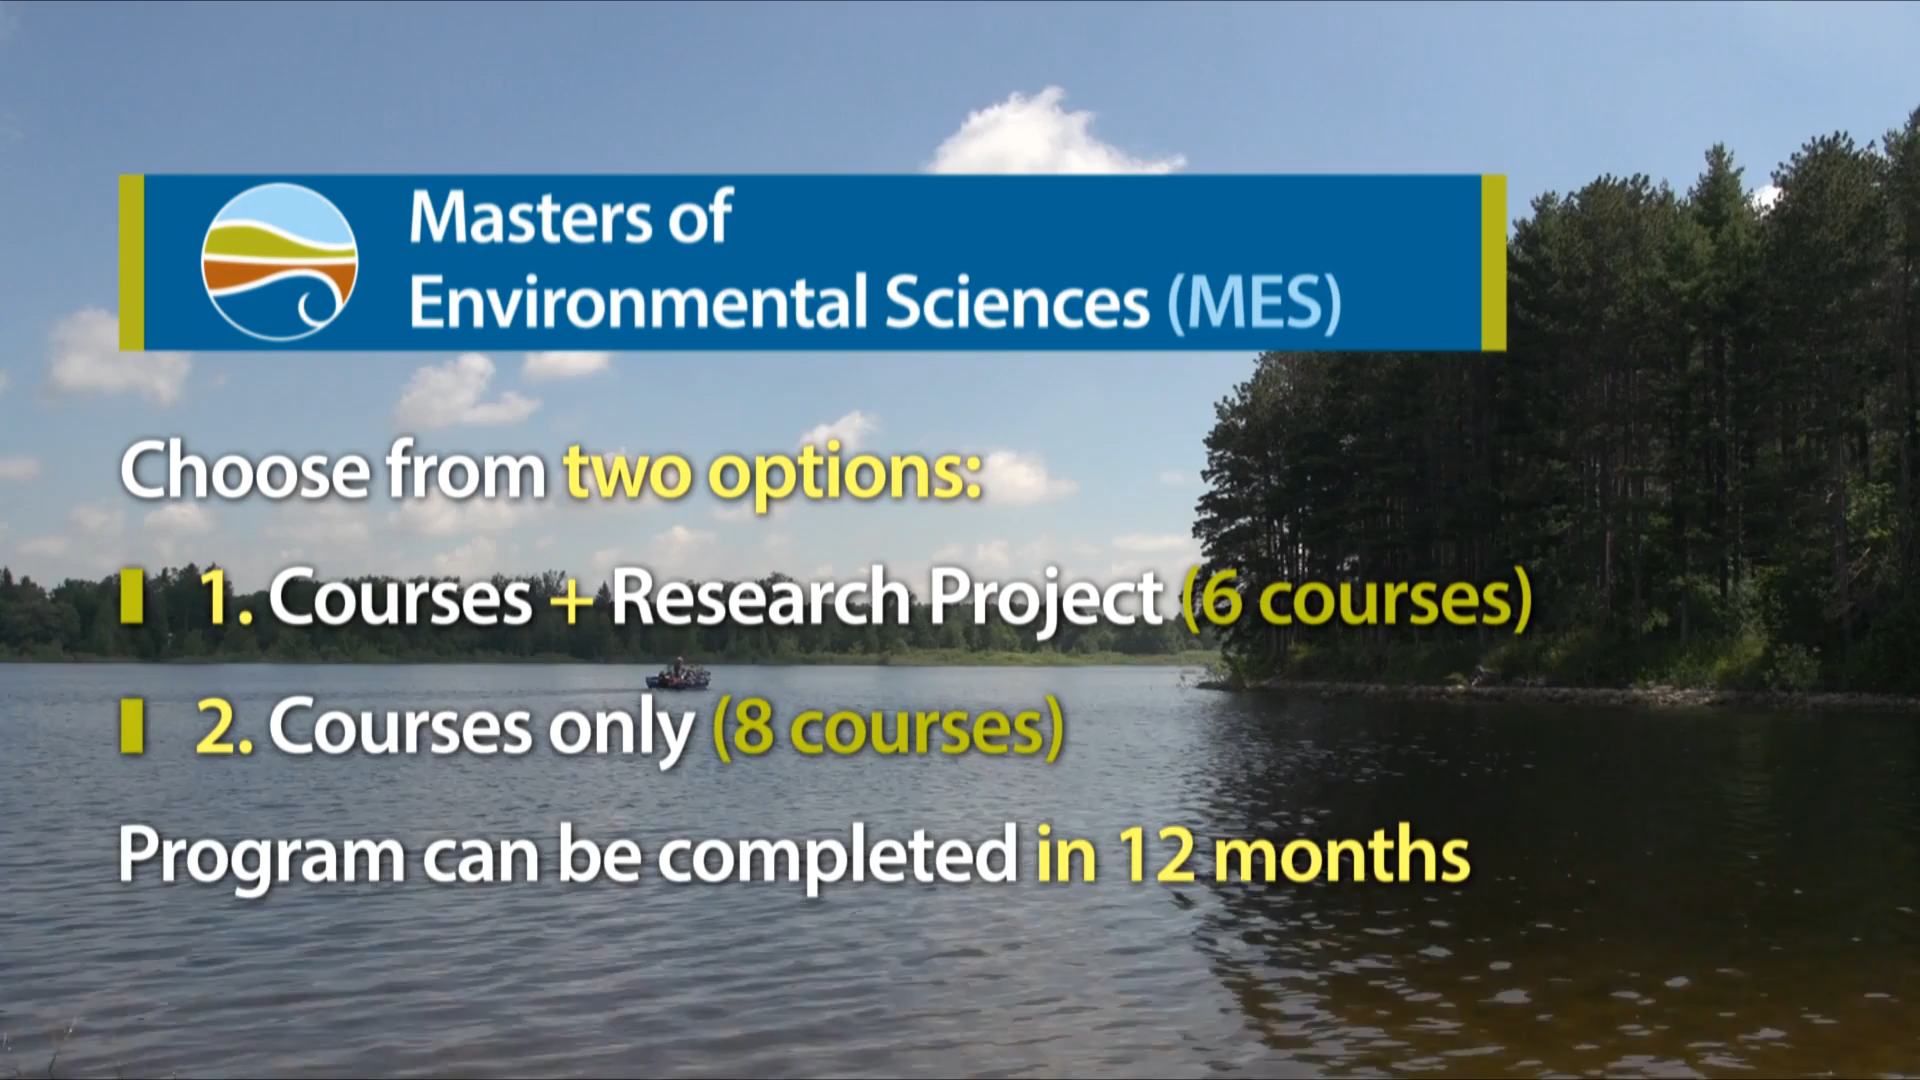 Masters of
Environmental Sciences (MES)
Choose from two options:
1. Courses + Research Project (6 courses)
2. Courses only (8 courses)
Program can be completed in 12 months